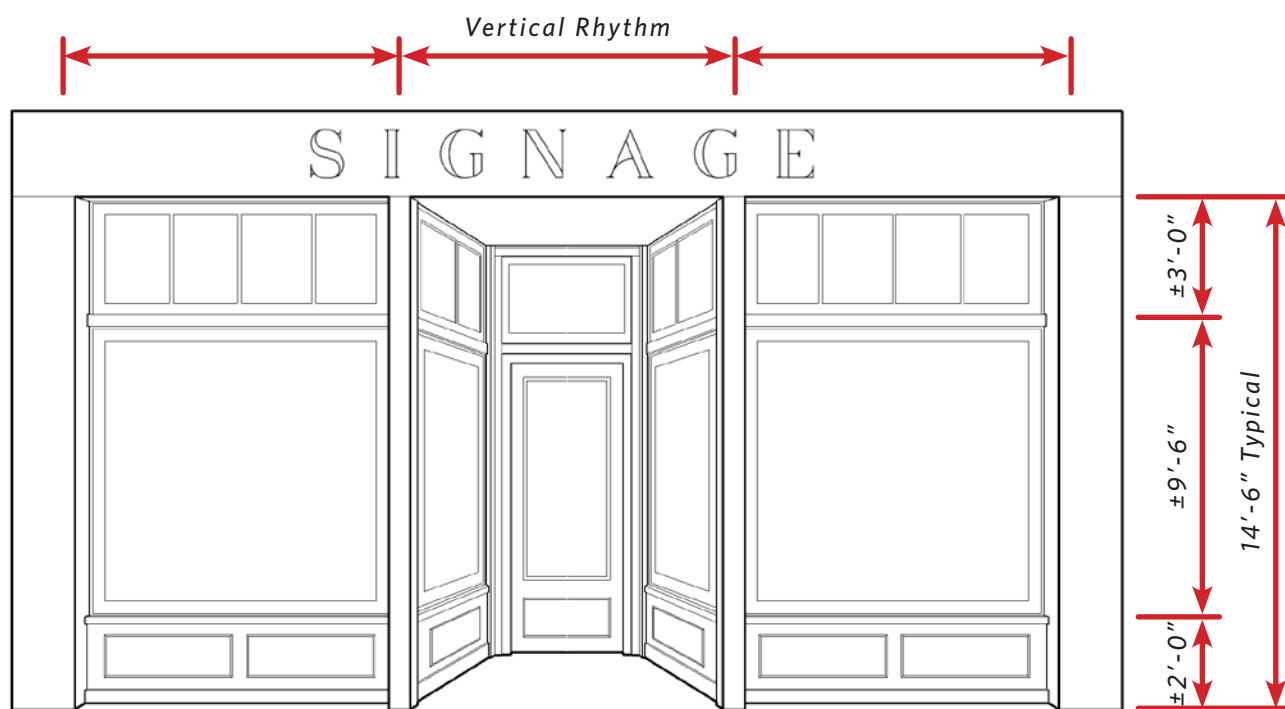 Vertical Rhythm
SIGNAGE
±3′-0″
±9′-6″
14′-6″ Typical
±2′-0″